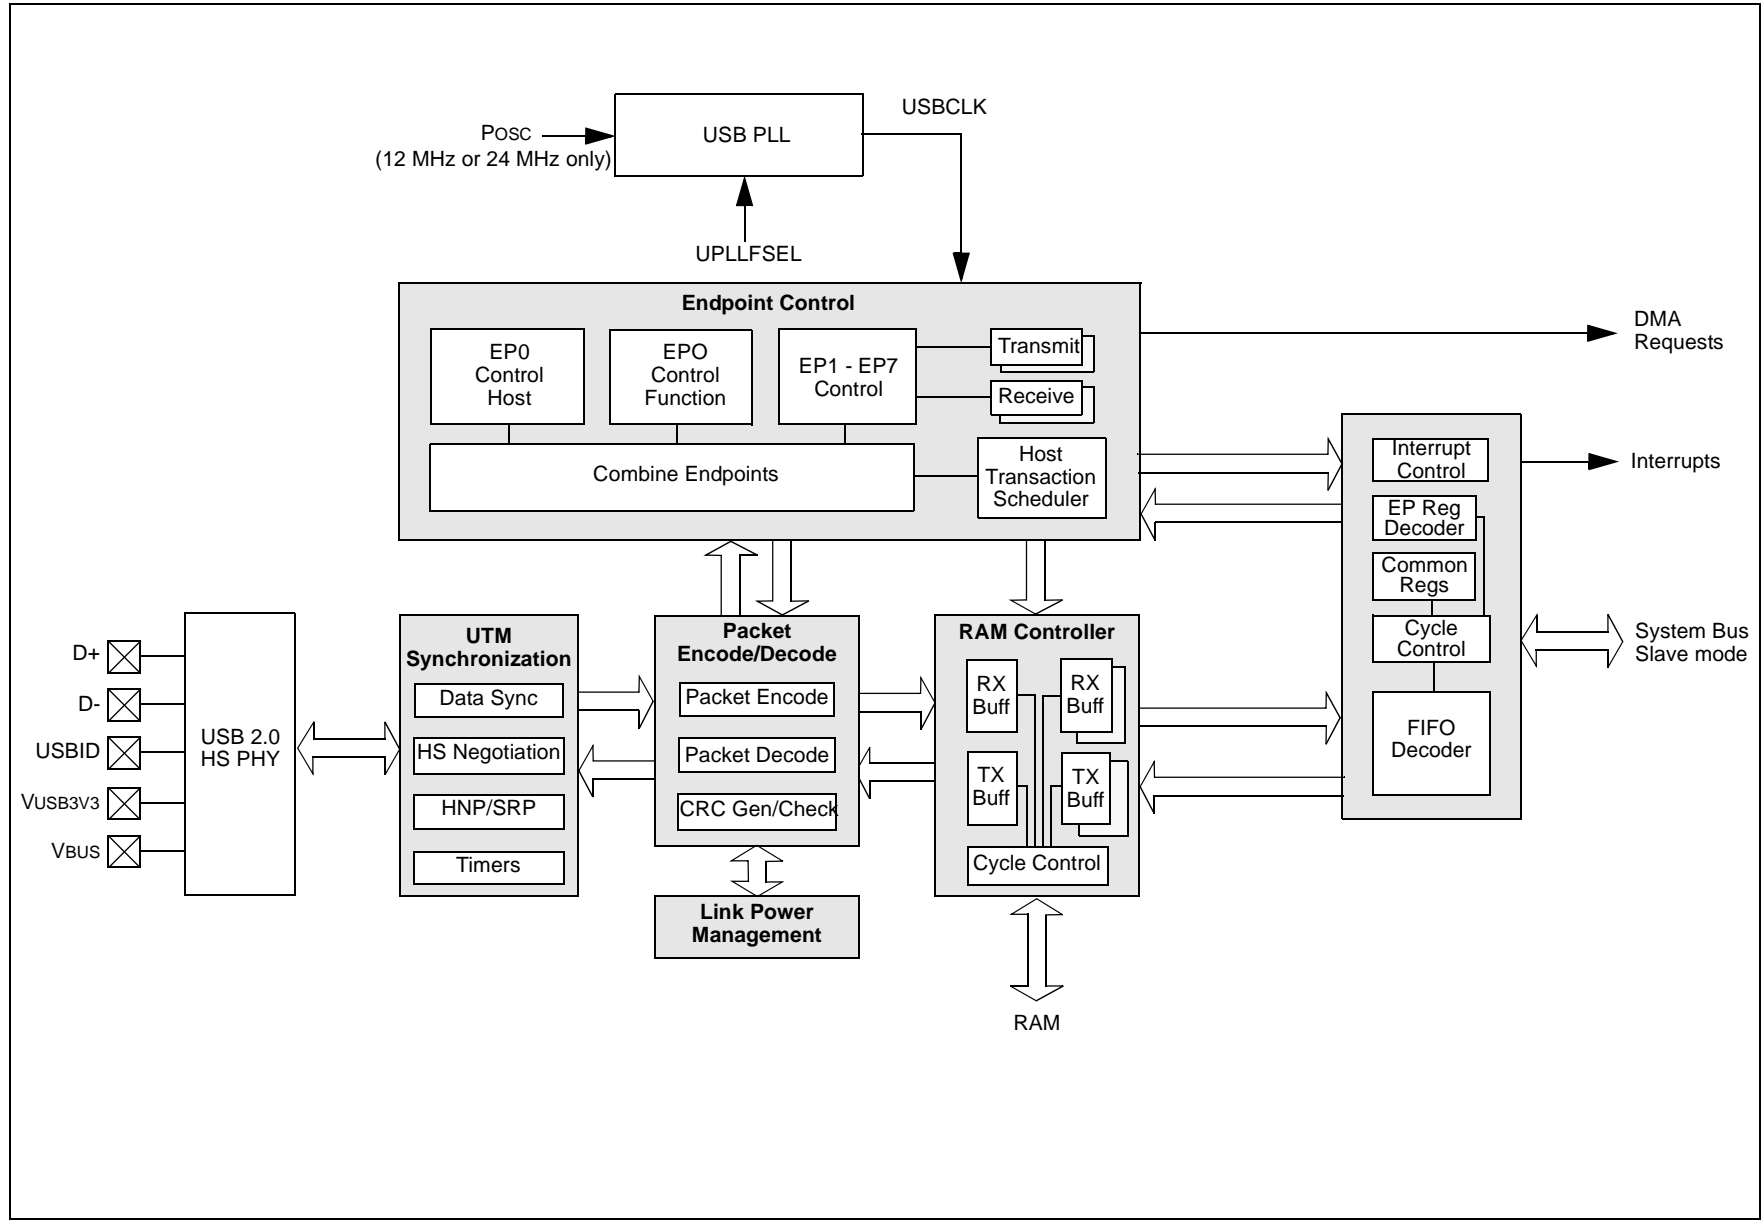 USBCLK
POSC
(12 MHz or 24 MHz only)
USB PLL
UPLLFSEL
Endpoint Control
EP0
Control
Host
EPO
Control
Function
EP1 - EP7
Control
Transmit
Receive
Combine Endpoints
Host
Transaction
Scheduler
DMA
Requests
Interrupt
Control
Interrupts
EP Reg
Decoder
Common
Regs
Cycle
Control
FIFO
Decoder
System Bus
Slave mode
D+
D-
USBID
VUSB3V3
VBUS
USB 2.0
HS PHY
UTM
Synchronization
Data Sync
HS Negotiation
HNP/SRP
Timers
Packet
Encode/Decode
Packet Encode
Packet Decode
CRC Gen/Check
Link Power
Management
RAM Controller
RX
Buff
RX
Buff
TX
Buff
TX
Buff
Cycle Control
RAM